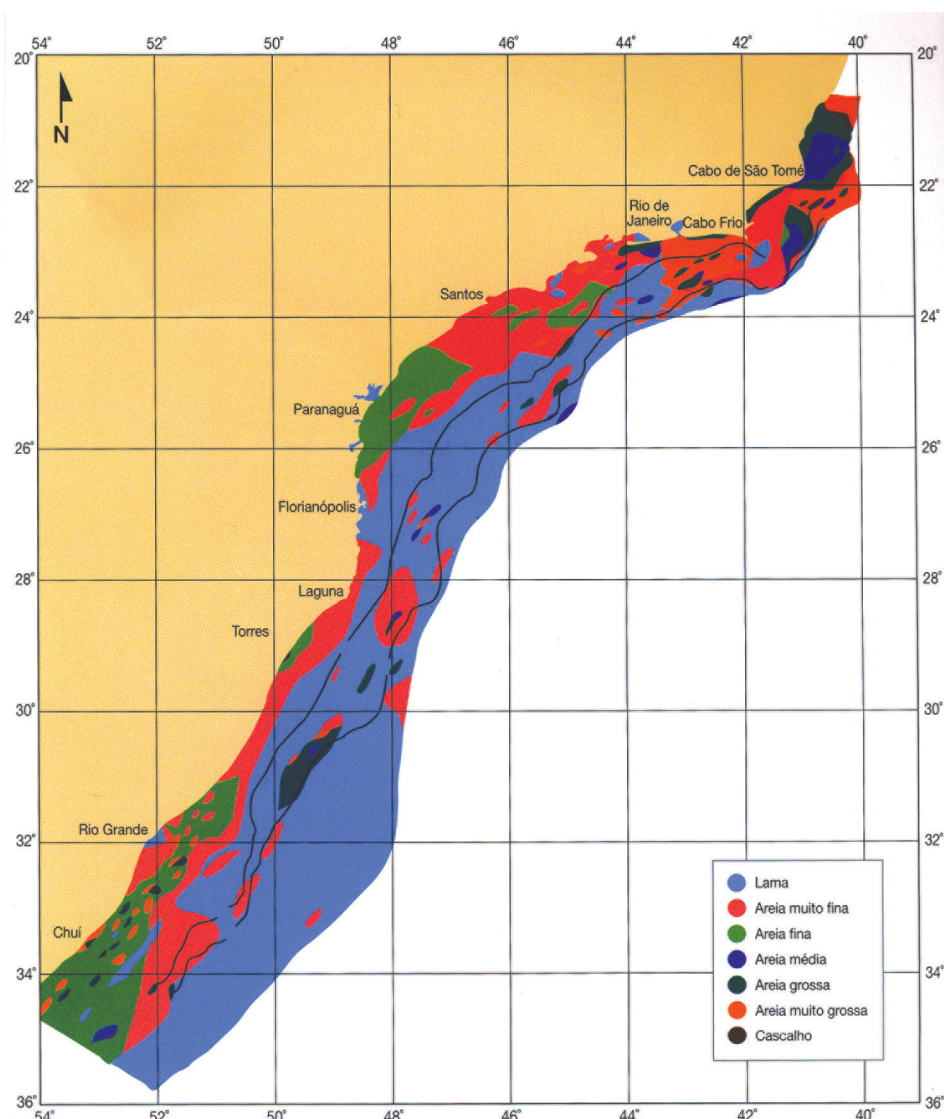 54° 52° 50° 48° 46° 44° 42° 40°
20° 20°
N
Cabo de São Tomé
22° 22°
Rio de
Janeiro Cabo Frio
Santos
24° 24°
Paranaguá
26° 26°
Florianópolis
28° 28°
Laguna
Torres
30° 30°
Rio Grande
32° 32°
Lama
Areia muito fina
Chuí
Areia fina
Areia média
34° 34°
Areia grossa
Areia muito grossa
Cascalho
36° 36°
54° 52° 50° 48° 46° 44° 42° 40°